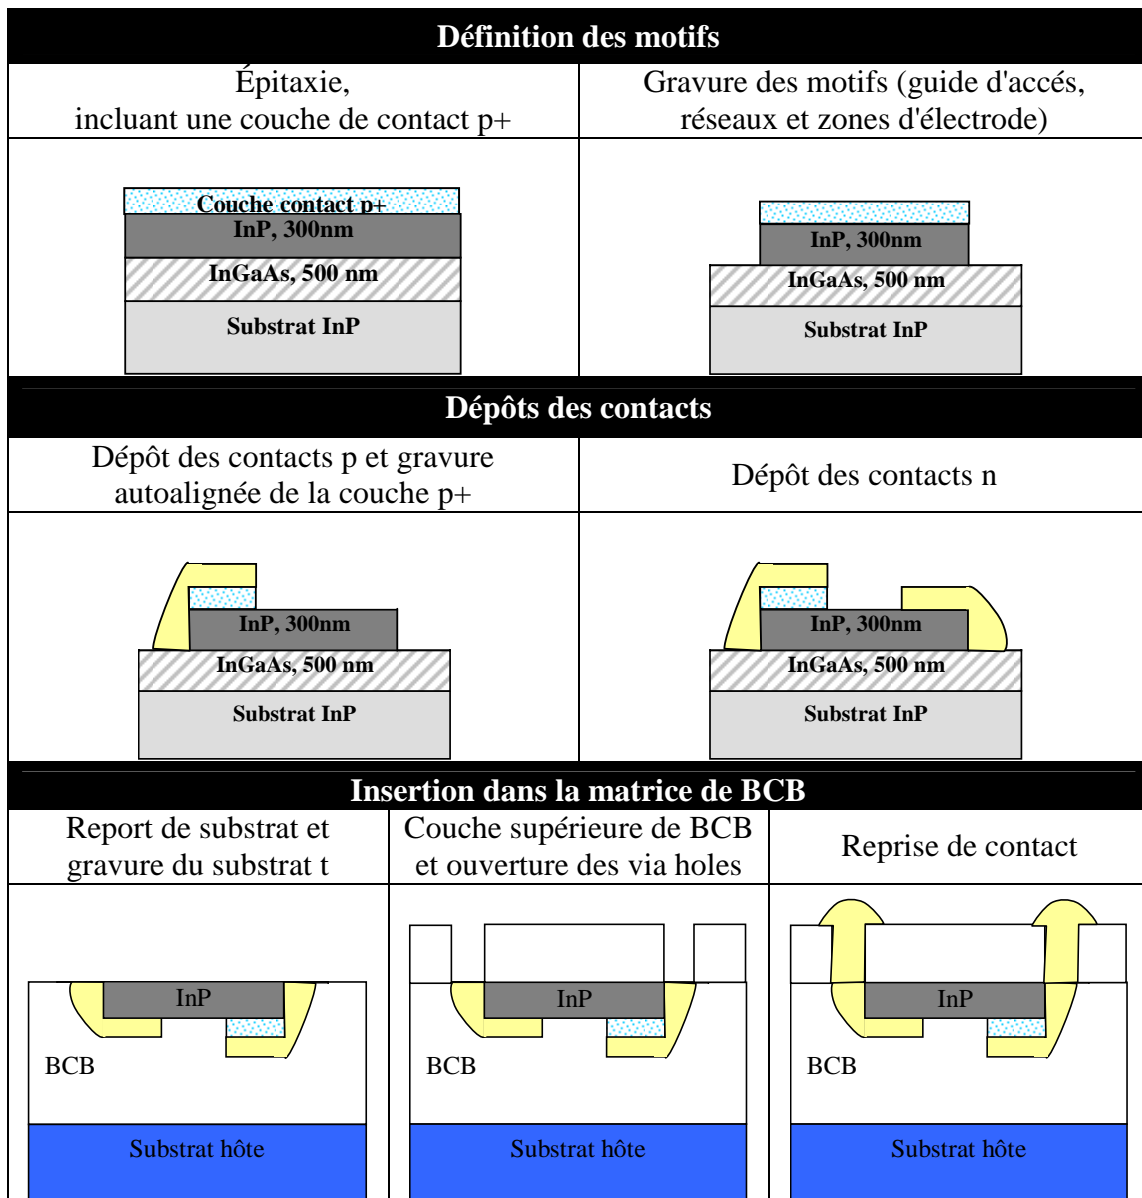 Définition des motifs
Épitaxie,
incluant une couche de contact p+
Gravure des motifs (guide d'accés,
réseaux et zones d'électrode)
Couche contact p+
InP, 300nm
InGaAs, 500 nm
Substrat InP
InP, 300nm
InGaAs, 500 nm
Substrat InP
Dépôts des contacts
Dépôt des contacts p et gravure
autoalignée de la couche p+
Dépôt des contacts n
InP, 300nm
InGaAs, 500 nm
Substrat InP
InP, 300nm
InGaAs, 500 nm
Substrat InP
Insertion dans la matrice de BCB
Report de substrat et
gravure du substrat t
Couche supérieure de BCB
et ouverture des via holes
Reprise de contact
InP
BCB
Substrat hôte
InP
BCB
Substrat hôte
InP
BCB
Substrat hôte